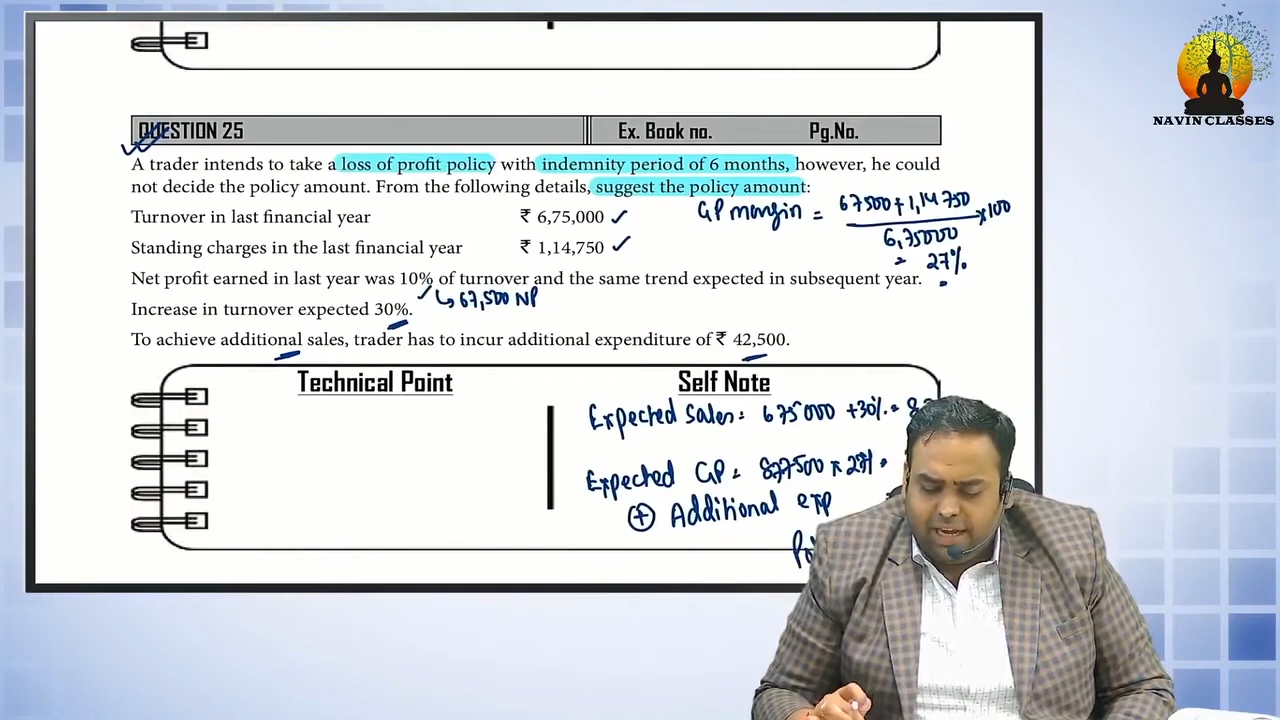 NAVIN CLASSES
QUESTION 25 Ex. Book no. Pg.No.
A trader intends to take a loss of profit policy with indemnity period of 6 months, however, he could
not decide the policy amount. From the following details, suggest the policy amount:
Turnover in last financial year ₹ 6,75,000
Standing charges in the last financial year ₹ 1,14,750
GP margin = 67500+1,14750 x100
6,75000
= 27%.
Net profit earned in last year was 10% of turnover and the same trend expected in subsequent year.
↳ 67,500 NP
Increase in turnover expected 30%.
To achieve additional sales, trader has to incur additional expenditure of ₹ 42,500.
Technical Point Self Note
Expected Sales = 675000 +30% =
Expected GP = 877500 x 27%
⊕ Additional exp